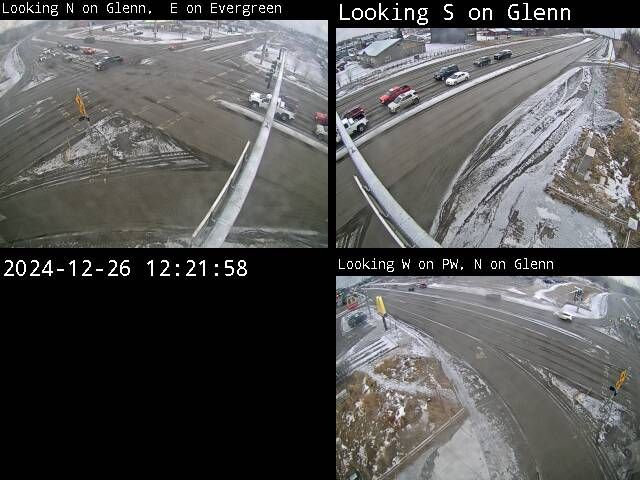 Looking N on Glenn,  E on Evergreen
Looking S on Glenn
2024-12-26 12:21:58
Looking W on PW, N on Glenn